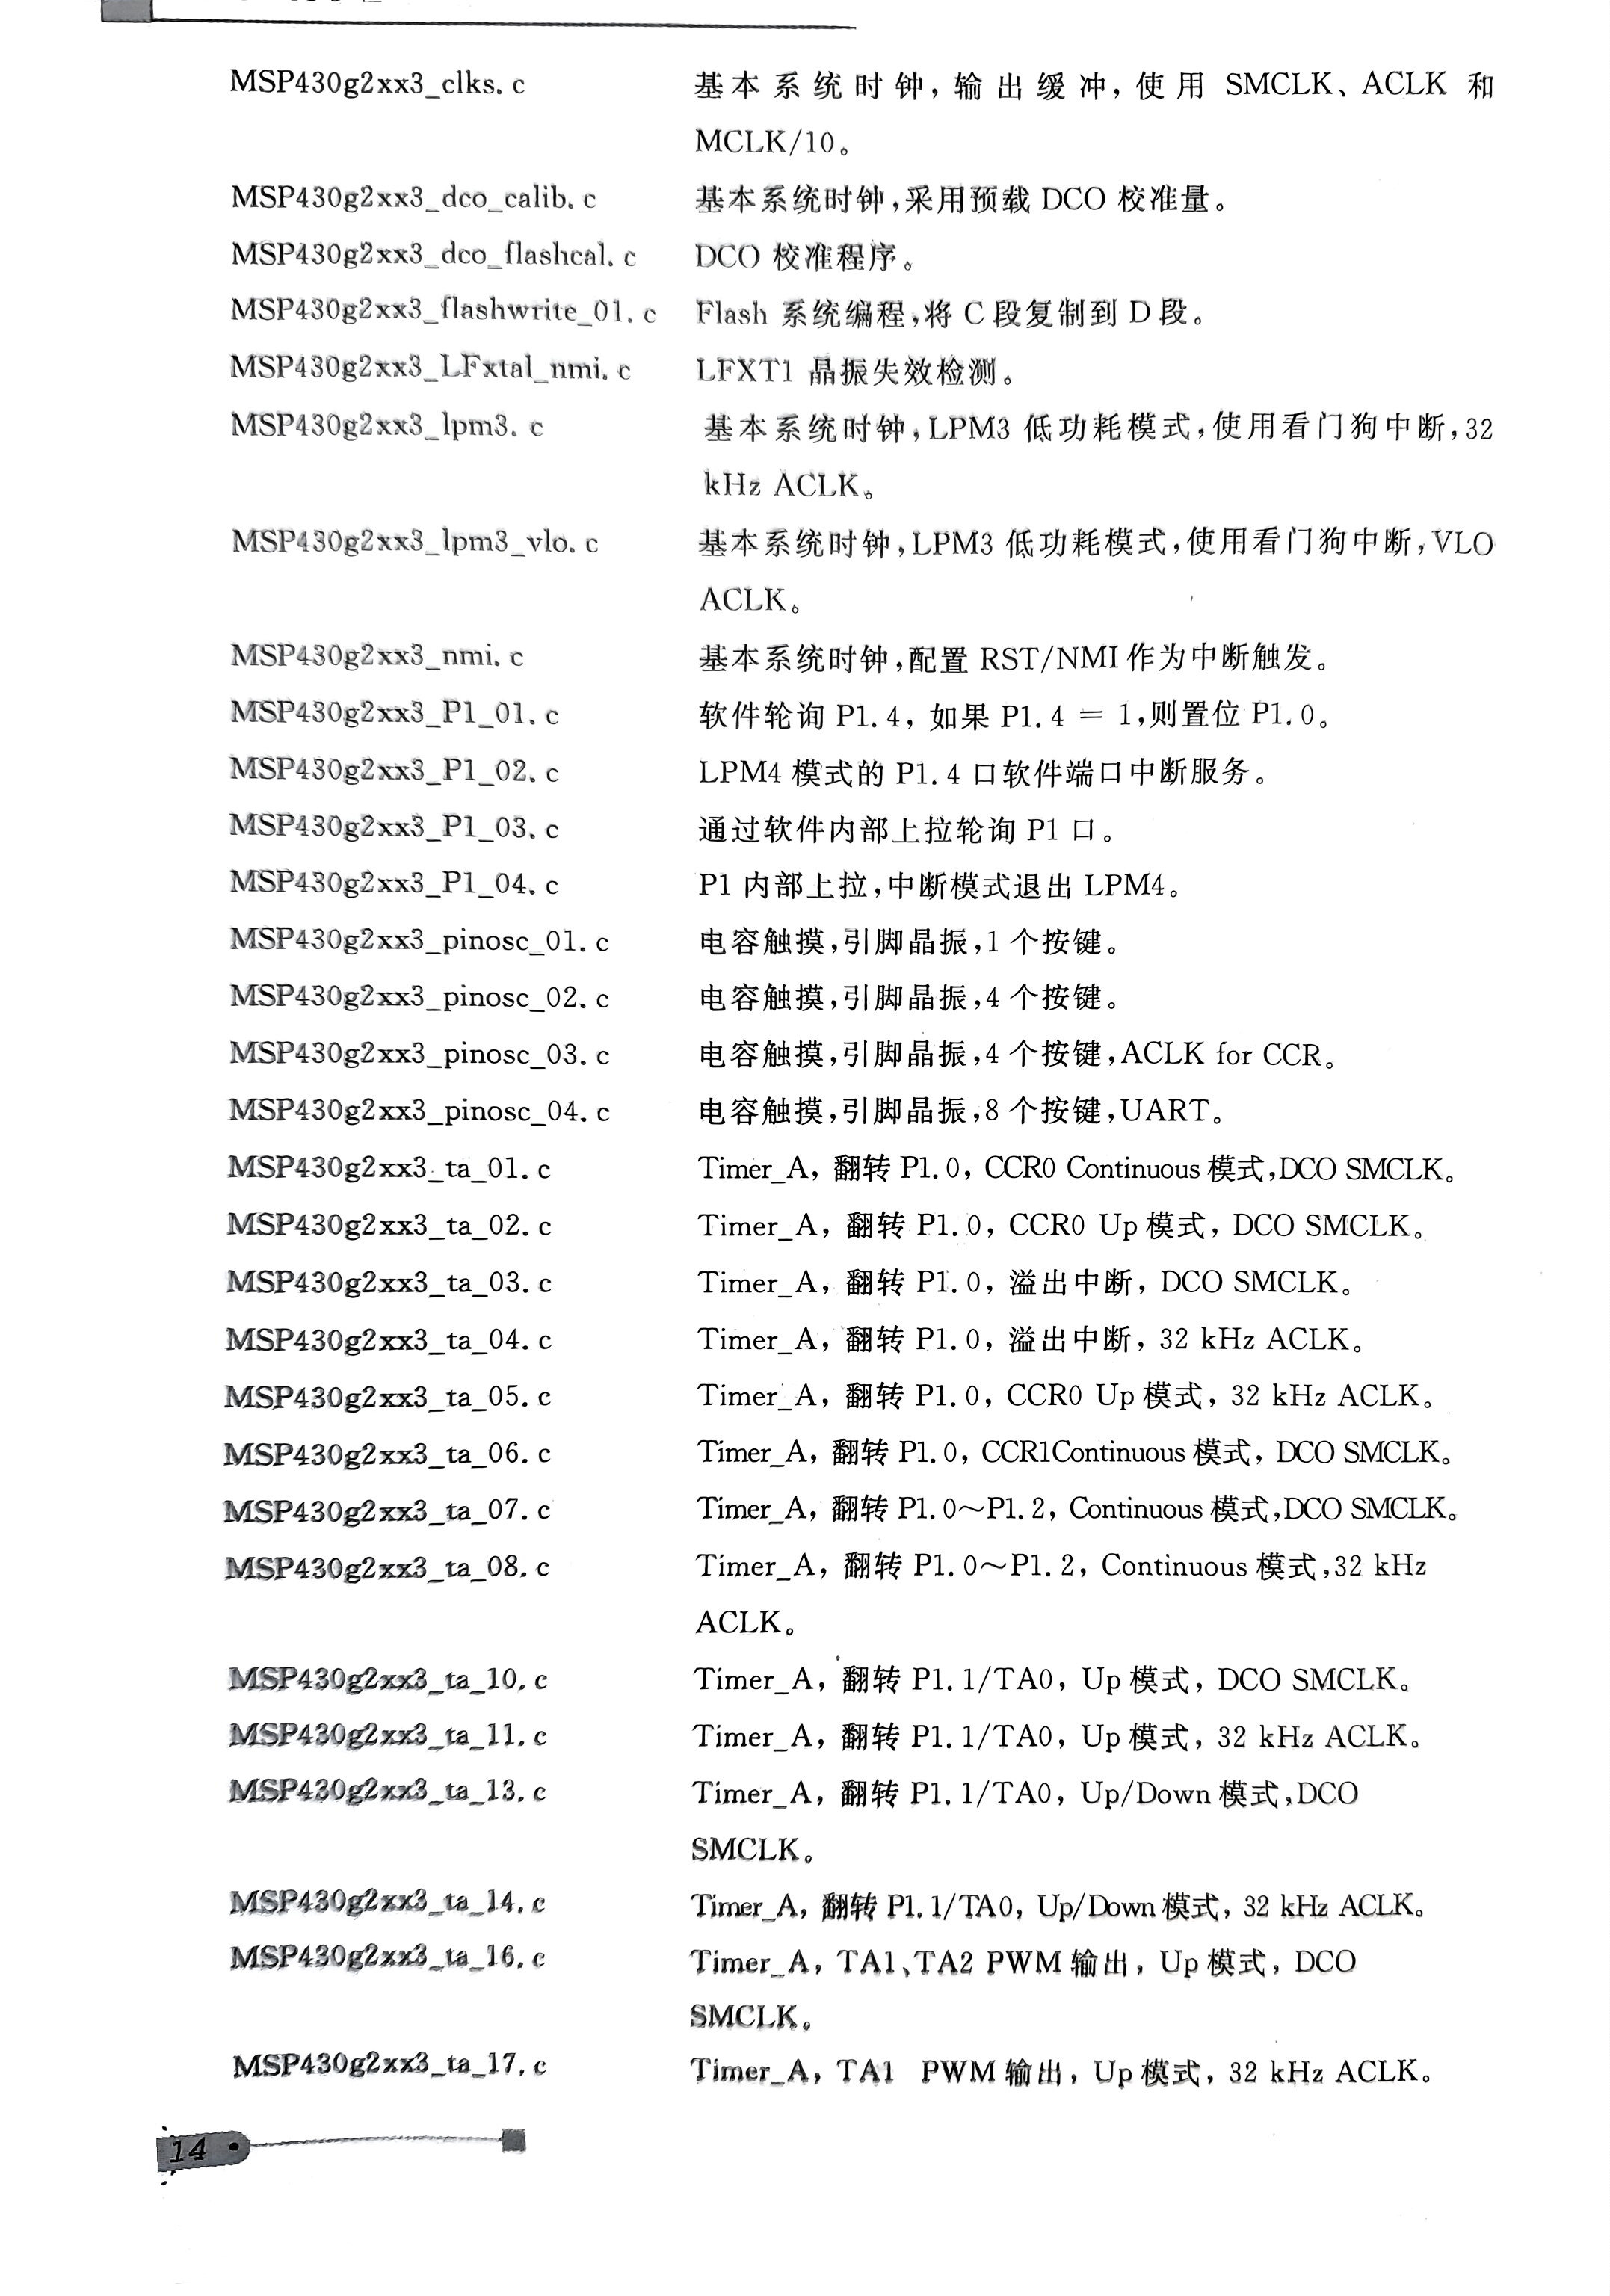 MSP430g2xx3_clks.c 基本系统时钟,输出缓冲,使用 SMCLK、ACLK 和
MCLK/10。
MSP430g2xx3_dco_calib.c 基本系统时钟,采用预载 DCO 校准量。
MSP430g2xx3_dco_flashcal.c DCO 校准程序。
MSP430g2xx3_flashwrite_01.c Flash 系统编程,将 C 段复制到 D 段。
MSP430g2xx3_LFxtal_nmi.c LFXT1 晶振失效检测。
MSP430g2xx3_lpm3.c 基本系统时钟,LPM3 低功耗模式,使用看门狗中断,32
kHz ACLK。
MSP430g2xx3_lpm3_vlo.c 基本系统时钟,LPM3 低功耗模式,使用看门狗中断,VLO
ACLK。
MSP430g2xx3_nmi.c 基本系统时钟,配置 RST/NMI 作为中断触发。
MSP430g2xx3_P1_01.c 软件轮询 P1.4, 如果 P1.4 = 1,则置位 P1.0。
MSP430g2xx3_P1_02.c LPM4 模式的 P1.4 口软件端口中断服务。
MSP430g2xx3_P1_03.c 通过软件内部上拉轮询 P1 口。
MSP430g2xx3_P1_04.c P1 内部上拉,中断模式退出 LPM4。
MSP430g2xx3_pinosc_01.c 电容触摸,引脚晶振,1 个按键。
MSP430g2xx3_pinosc_02.c 电容触摸,引脚晶振,4 个按键。
MSP430g2xx3_pinosc_03.c 电容触摸,引脚晶振,4 个按键,ACLK for CCR。
MSP430g2xx3_pinosc_04.c 电容触摸,引脚晶振,8 个按键,UART。
MSP430g2xx3_ta_01.c Timer_A, 翻转 P1.0, CCR0 Continuous 模式,DCO SMCLK。
MSP430g2xx3_ta_02.c Timer_A, 翻转 P1.0, CCR0 Up 模式, DCO SMCLK。
MSP430g2xx3_ta_03.c Timer_A, 翻转 P1.0, 溢出中断, DCO SMCLK。
MSP430g2xx3_ta_04.c Timer_A, 翻转 P1.0, 溢出中断, 32 kHz ACLK。
MSP430g2xx3_ta_05.c Timer_A, 翻转 P1.0, CCR0 Up 模式, 32 kHz ACLK。
MSP430g2xx3_ta_06.c Timer_A, 翻转 P1.0, CCR1Continuous 模式, DCO SMCLK。
MSP430g2xx3_ta_07.c Timer_A, 翻转 P1.0～P1.2, Continuous 模式,DCO SMCLK。
MSP430g2xx3_ta_08.c Timer_A, 翻转 P1.0～P1.2, Continuous 模式,32 kHz
ACLK。
MSP430g2xx3_ta_10.c Timer_A, 翻转 P1.1/TA0, Up 模式, DCO SMCLK。
MSP430g2xx3_ta_11.c Timer_A, 翻转 P1.1/TA0, Up 模式, 32 kHz ACLK。
MSP430g2xx3_ta_13.c Timer_A, 翻转 P1.1/TA0, Up/Down 模式,DCO
SMCLK。
MSP430g2xx3_ta_14.c Timer_A, 翻转 P1.1/TA0, Up/Down 模式, 32 kHz ACLK。
MSP430g2xx3_ta_16.c Timer_A, TA1、TA2 PWM 输出, Up 模式, DCO
SMCLK。
MSP430g2xx3_ta_17.c Timer_A, TA1 PWM 输出, Up 模式, 32 kHz ACLK。
14